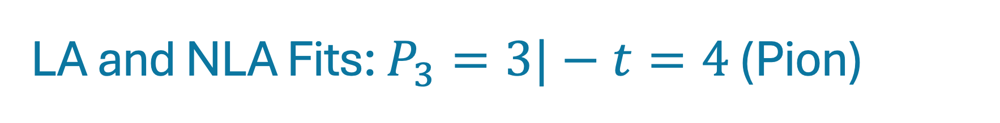 LA and NLA Fits: P₃ = 3| − t = 4 (Pion)